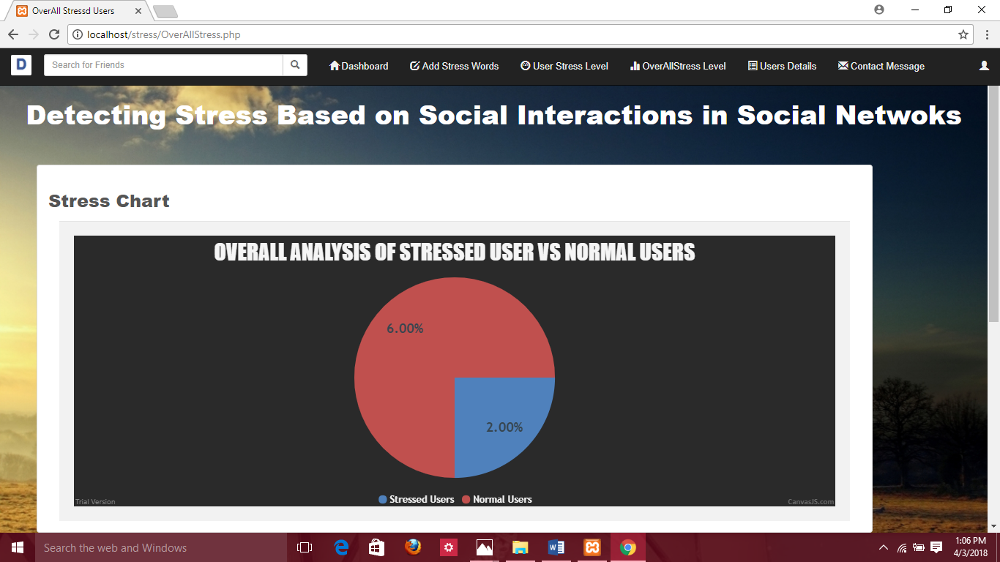 OverAll Stressd Users
localhost/stress/OverAllStress.php
D
Search for Friends
Dashboard
Add Stress Words
User Stress Level
OverAllStress Level
Users Details
Contact Message
Detecting Stress Based on Social Interactions in Social Netwoks
Stress Chart
OVERALL ANALYSIS OF STRESSED USER VS NORMAL USERS
6.00%
2.00%
Stressed Users
Normal Users
Trial Version
CanvasJS.com
Search the web and Windows
1:06 PM
4/3/2018